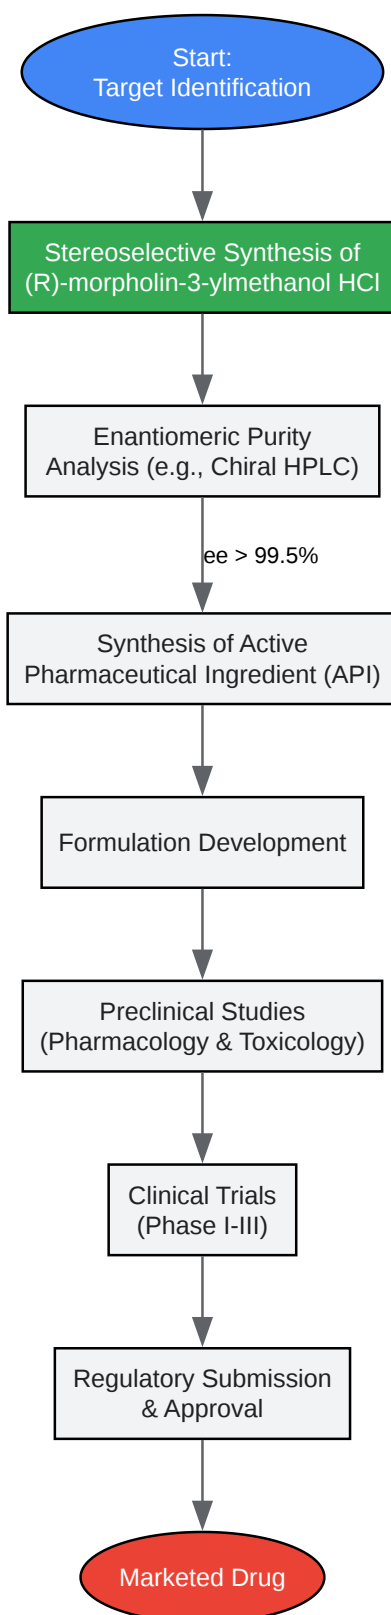 Start:
Target Identification
Stereoselective Synthesis of
(R)-morpholin-3-ylmethanol HCl
Enantiomeric Purity
Analysis (e.g., Chiral HPLC)
ee > 99.5%
Synthesis of Active
Pharmaceutical Ingredient (API)
Formulation Development
Preclinical Studies
(Pharmacology & Toxicology)
Clinical Trials
(Phase I-III)
Regulatory Submission
& Approval
Marketed Drug